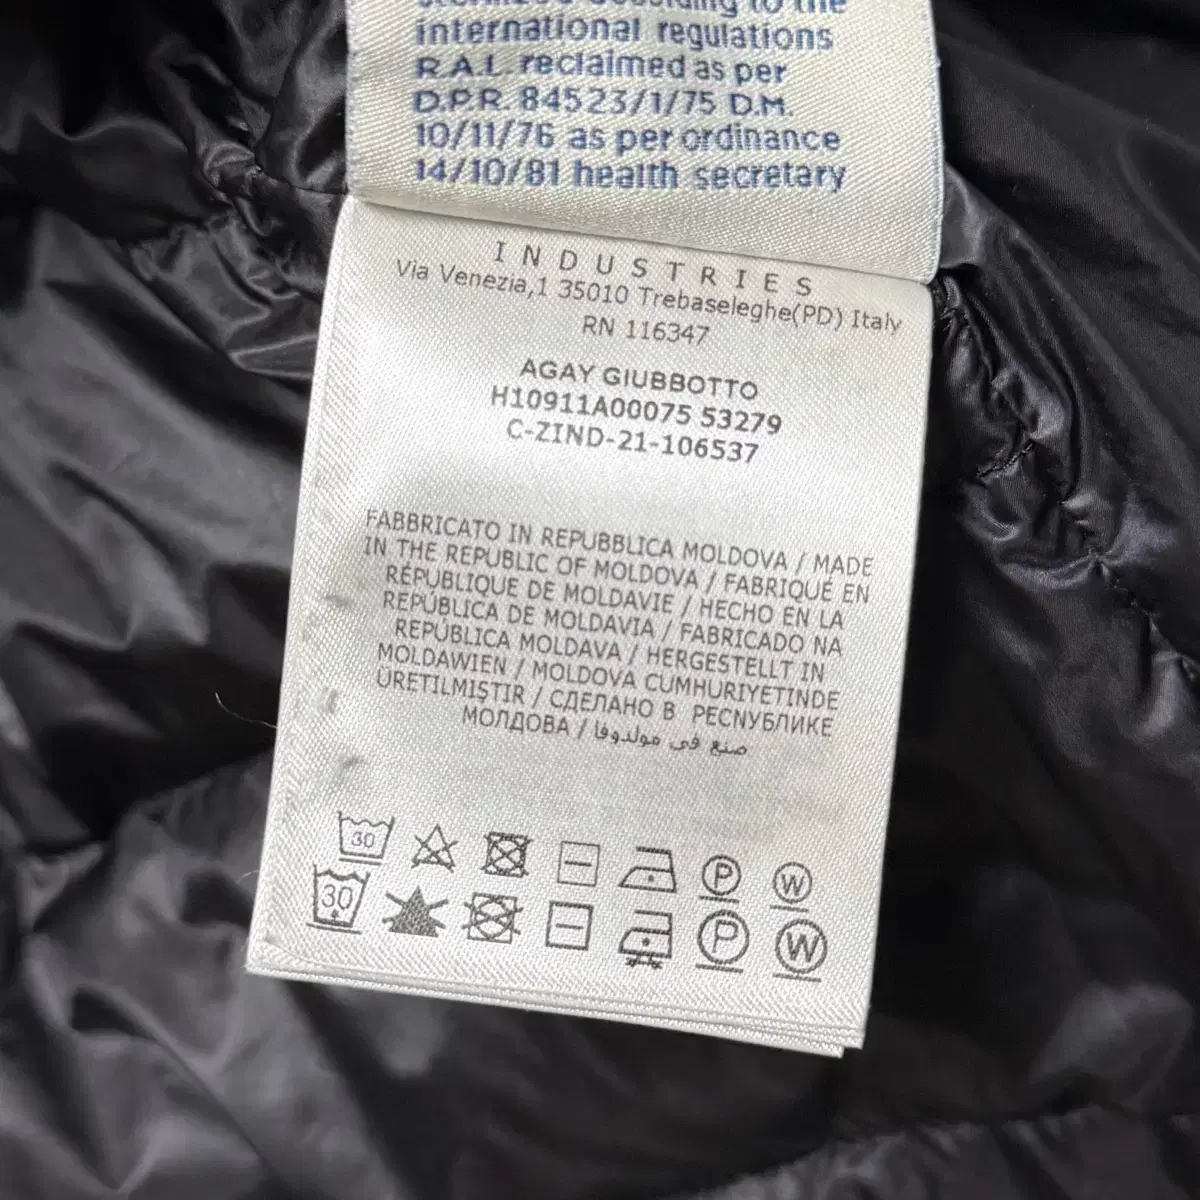 sterilized according to the
international regulations
R.A.L. reclaimed as per
D.P.R. 84523/1/75 D.M.
10/11/76 as per ordinance
14/10/81 health secretary
INDUSTRIES
Via Venezia,1 35010 Trebaseleghe(PD) Italy
RN 116347
AGAY GIUBBOTTO
H10911A00075 53279
C-ZIND-21-106537
FABBRICATO IN REPUBBLICA MOLDOVA / MADE
IN THE REPUBLIC OF MOLDOVA / FABRIQUÉ EN
RÉPUBLIQUE DE MOLDAVIE / HECHO EN LA
REPÚBLICA DE MOLDAVIA / FABRICADO NA
REPÚBLICA MOLDAVA / HERGESTELLT IN
MOLDAWIEN / MOLDOVA CUMHURIYETINDE
ÜRETILMIŞTIR / СДЕЛАНО В РЕСПУБЛИКЕ
МОЛДОВА / صنع في مولدوفا
30 P W
30 P W